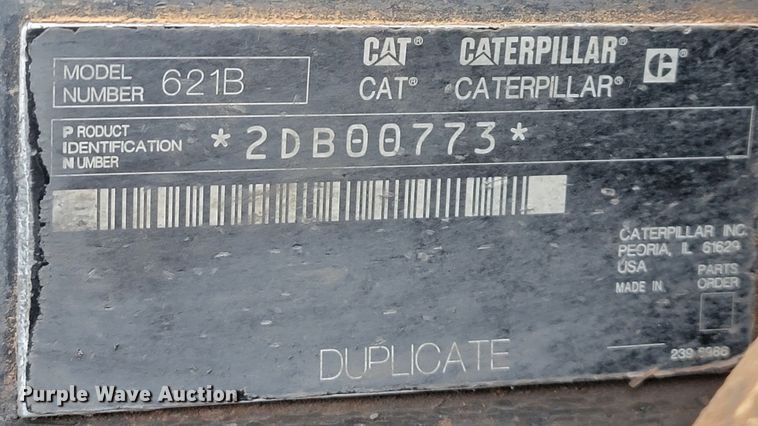 MODEL NUMBER 621B
CAT® CATERPILLAR® C
CAT® CATERPILLAR®
PRODUCT IDENTIFICATION NUMBER *2DB00773*
CATERPILLAR INC.
PEORIA, IL 61629
USA
MADE IN
PARTS ORDER
DUPLICATE
Purple Wave Auction